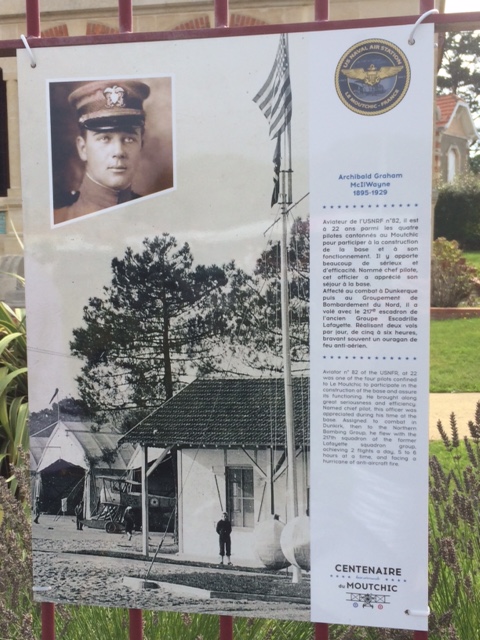 US NAVAL AIR STATION
LE MOUTCHIC - FRANCE
Archibald Graham
McIlWayne
1895-1929
Aviateur de l'USNRF n°82, il est
à 22 ans parmi les quatre
pilotes cantonnés au Moutchic
pour participer à la construction
de la base et à son
fonctionnement. Il y apporte
beaucoup de sérieux et
d'efficacité. Nommé chef pilote,
cet officier a apprécié son
séjour à la base.
Affecté au combat à Dunkerque
puis au Groupement de
Bombardement du Nord, il a
volé avec le 217e escadron de
l'ancien Groupe Escadrille
Lafayette. Réalisant deux vols
par jour, de cinq à six heures,
bravant souvent un ouragan de
feu anti-aérien.
Aviator n° 82 of the USNRF, at 22
was one of the four pilots confined
to Le Moutchic to participate in the
construction of the base and assure
its functioning. He brought along
great seriousness and efficiency.
Named chief pilot, this officer was
appreciated during his time at the
base. Assigned to combat in
Dunkirk, then to the Northern
Bombing Group, he flew with the
217th squadron of the former
Lafayette squadron group,
achieving 2 flights a day, 5 to 6
hours at a time, and facing a
hurricane of anti-aircraft fire.
CENTENAIRE
du MOUTCHIC